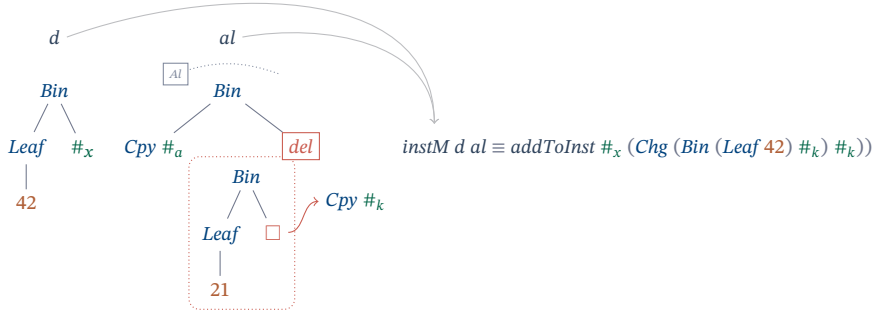 d al
Al
Bin Bin
Leaf #x Cpy #a del instM d al ≡ addToInst #x (Chg (Bin (Leaf 42) #k) #k))
Bin
42 Cpy #k
Leaf
21